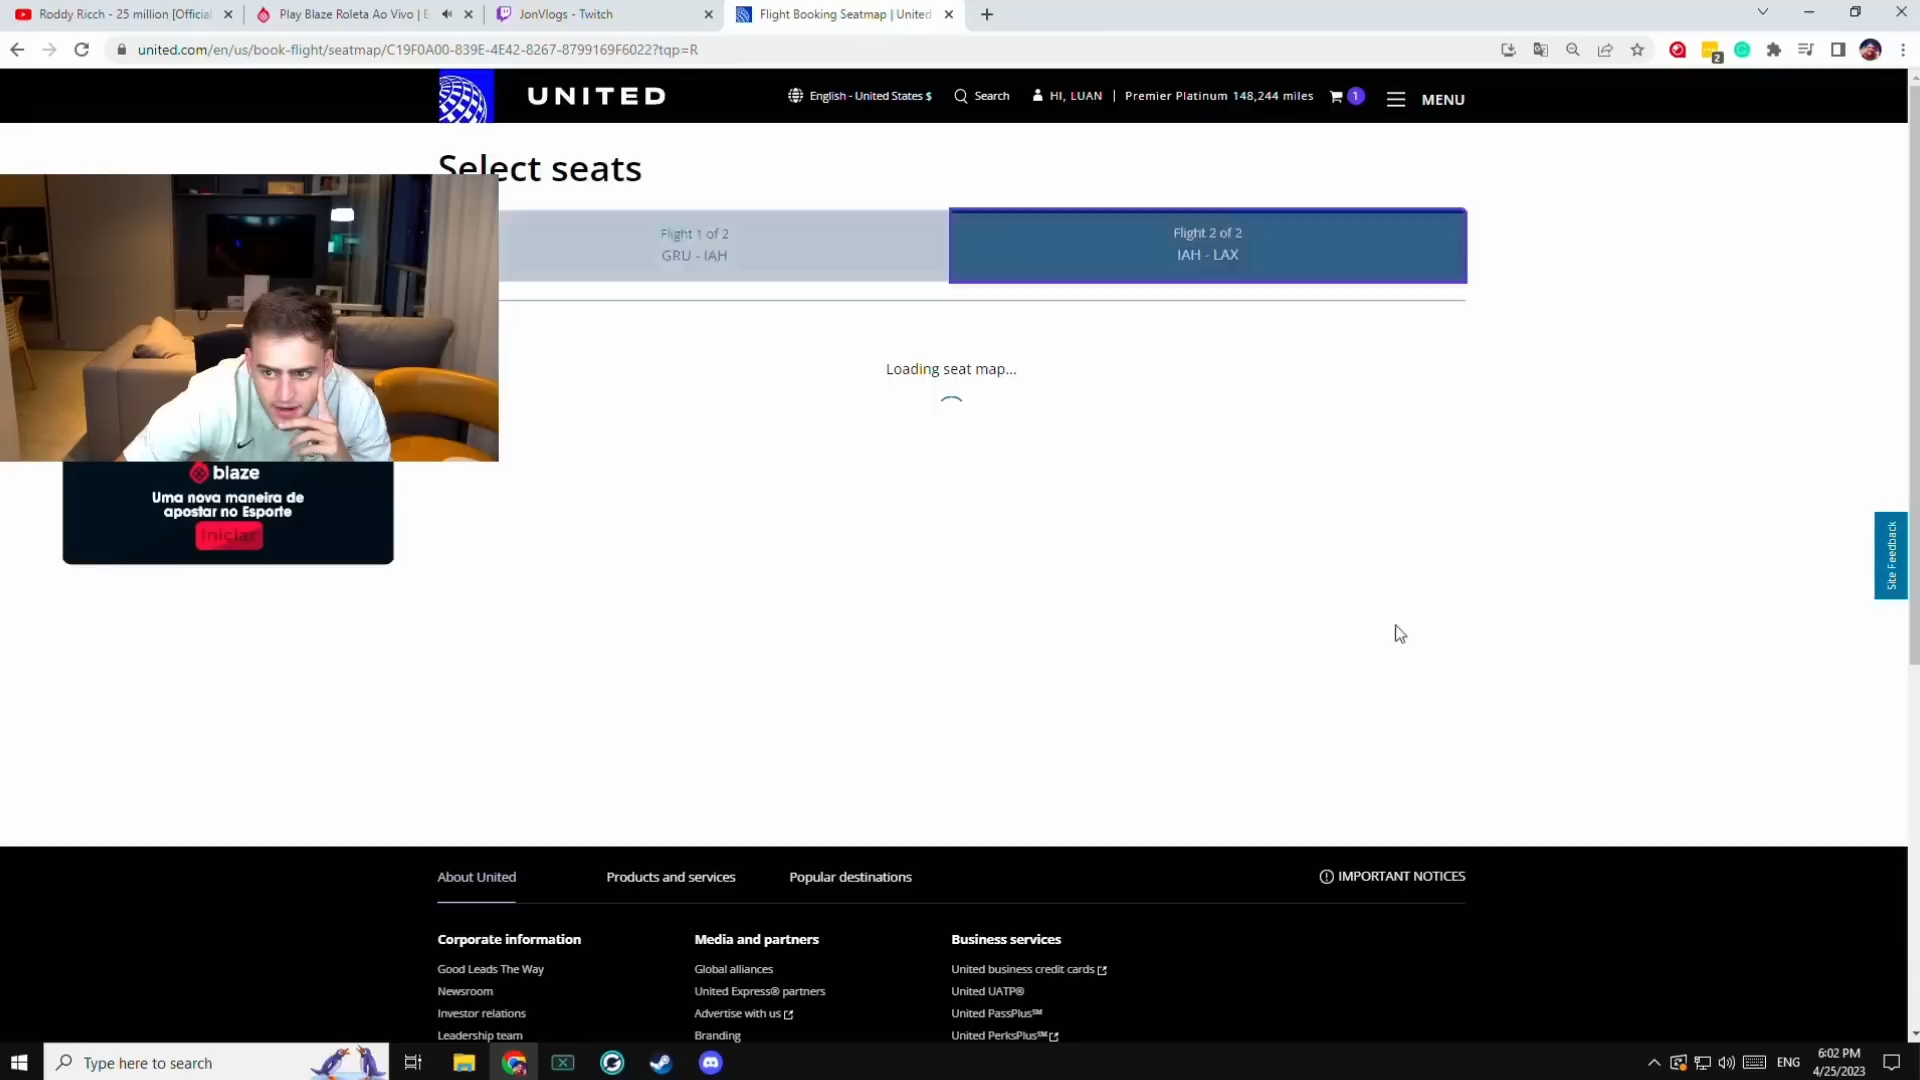 Roddy Ricch - 25 million [Official
Play Blaze Roleta Ao Vivo | B
JonVlogs - Twitch
Flight Booking Seatmap | United
united.com/en/us/book-flight/seatmap/C19F0A00-839E-4E42-8267-8799169F6022?tqp=R
2
UNITED
English - United States $
Search
HI, LUAN | Premier Platinum 148,244 miles
1
MENU
Select seats
Flight 1 of 2
GRU - IAH
Flight 2 of 2
IAH - LAX
Loading seat map...
blaze
Uma nova maneira de
apostar no Esporte
Iniciar
Site Feedback
About United
Products and services
Popular destinations
IMPORTANT NOTICES
Corporate information
Good Leads The Way
Newsroom
Investor relations
Leadership team
Media and partners
Global alliances
United Express® partners
Advertise with us
Branding
Business services
United business credit cards
United UATP®
United PassPlus℠
United PerksPlus℠
Type here to search
ENG
6:02 PM
4/25/2023